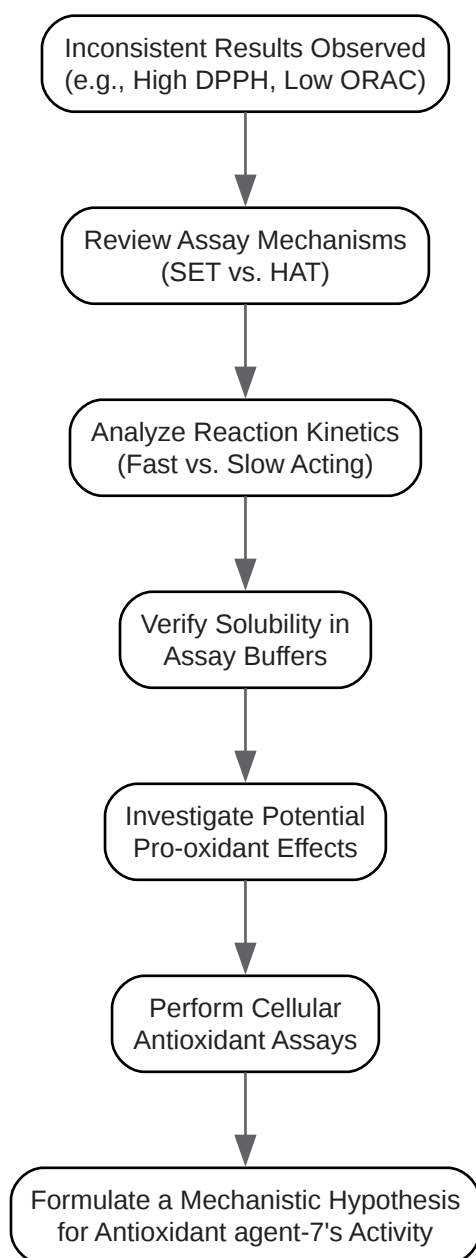 Inconsistent Results Observed
(e.g., High DPPH, Low ORAC)
Review Assay Mechanisms
(SET vs. HAT)
Analyze Reaction Kinetics
(Fast vs. Slow Acting)
Verify Solubility in
Assay Buffers
Investigate Potential
Pro-oxidant Effects
Perform Cellular
Antioxidant Assays
Formulate a Mechanistic Hypothesis
for Antioxidant agent-7's Activity